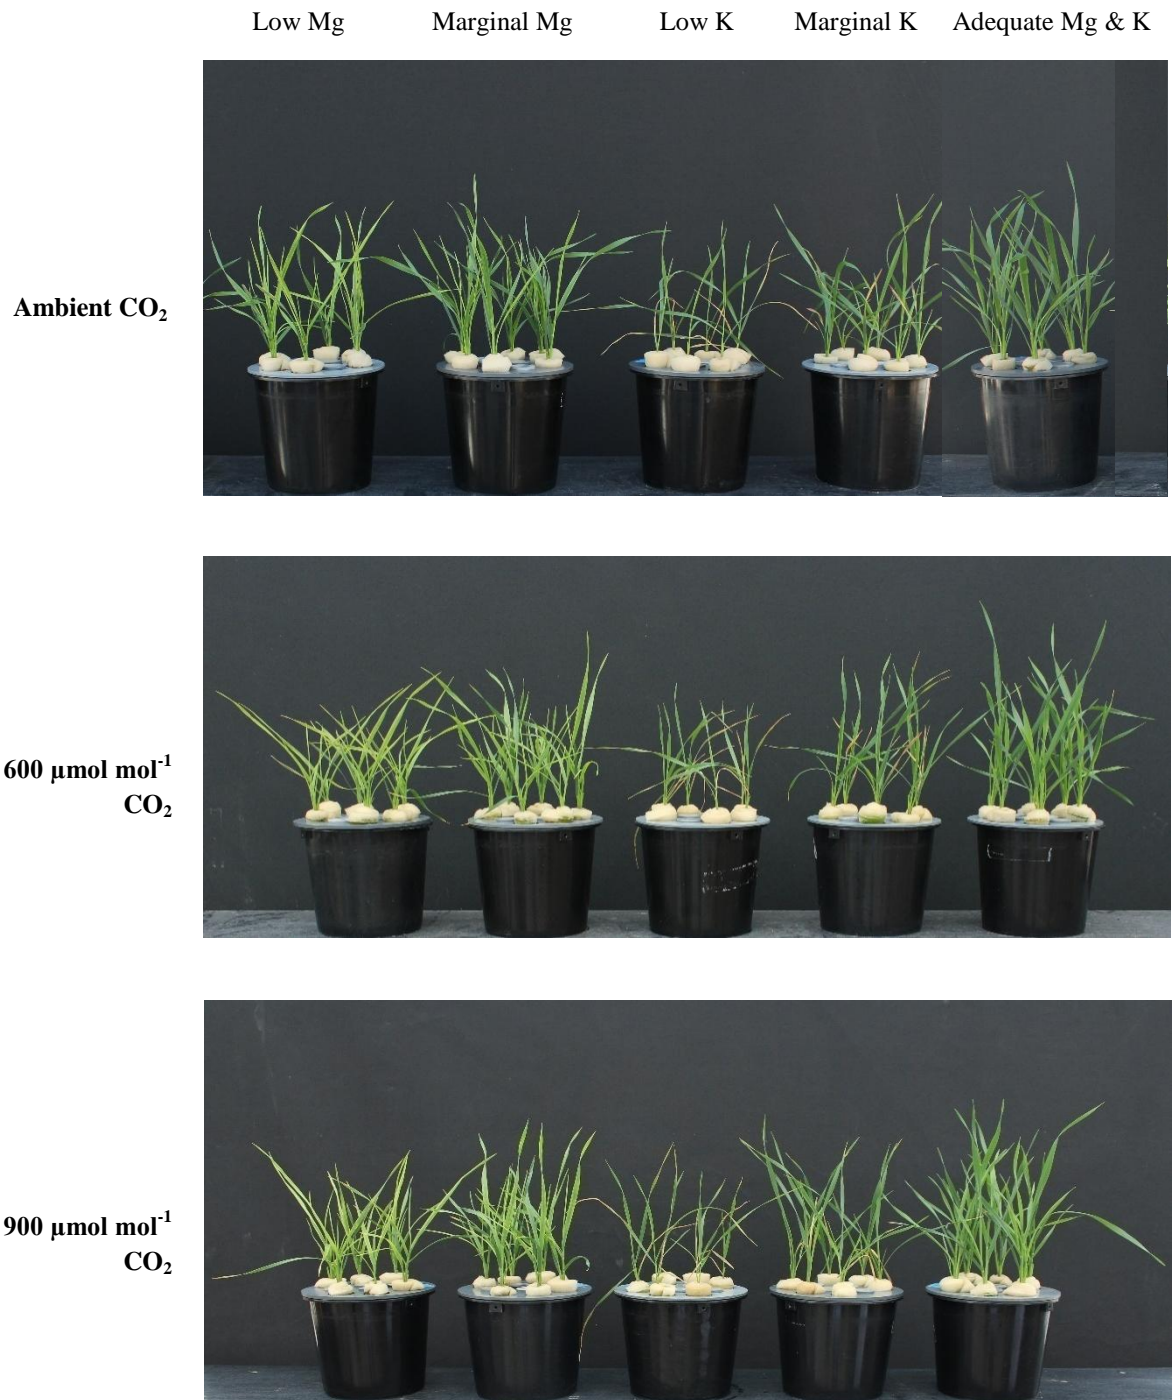 Low Mg Marginal Mg Low K Marginal K Adequate Mg & K
Ambient CO₂
600 µmol mol⁻¹
CO₂
900 µmol mol⁻¹
CO₂